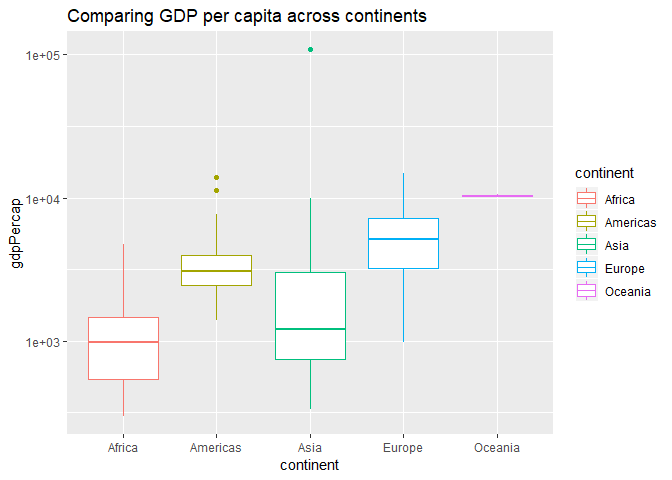 Comparing GDP per capita across continents
1e+05
1e+04
1e+03
gdpPercap
Africa
Americas
Asia
Europe
Oceania
continent
continent
Africa
Americas
Asia
Europe
Oceania